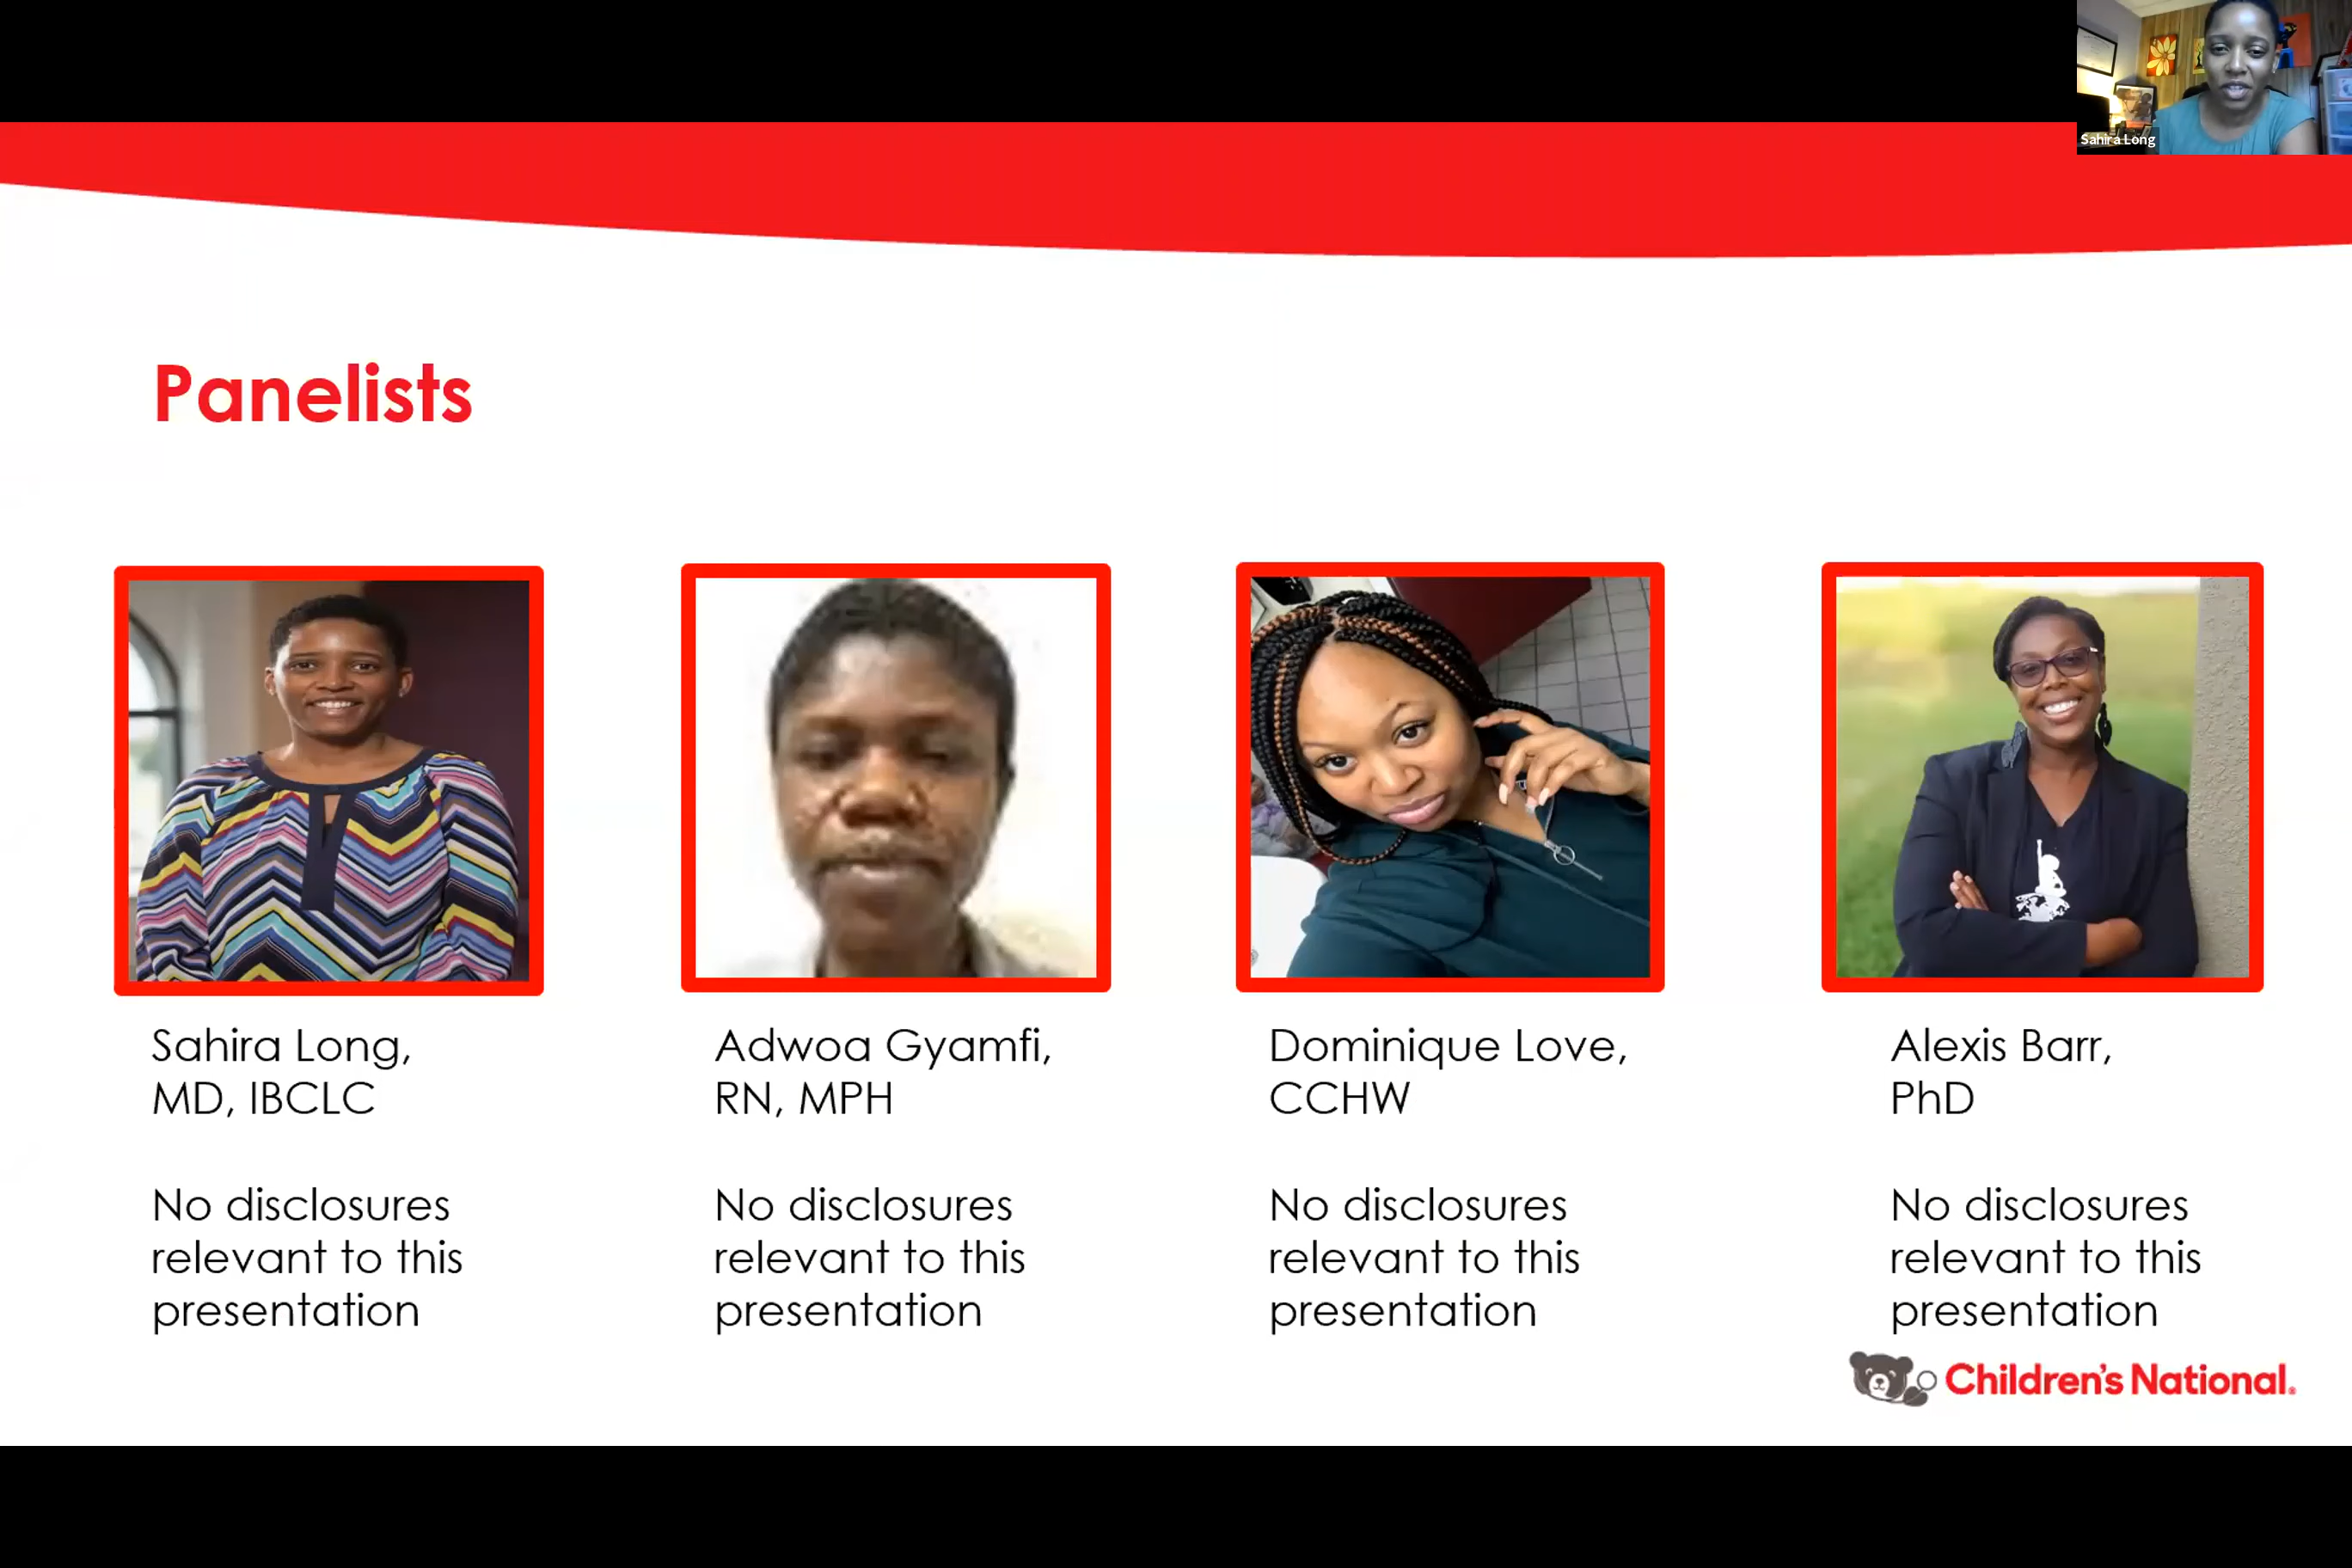 Sahira Long
Panelists
Sahira Long,
MD, IBCLC
No disclosures
relevant to this
presentation
Adwoa Gyamfi,
RN, MPH
No disclosures
relevant to this
presentation
Dominique Love,
CCHW
No disclosures
relevant to this
presentation
Alexis Barr,
PhD
No disclosures
relevant to this
presentation
Children's National®